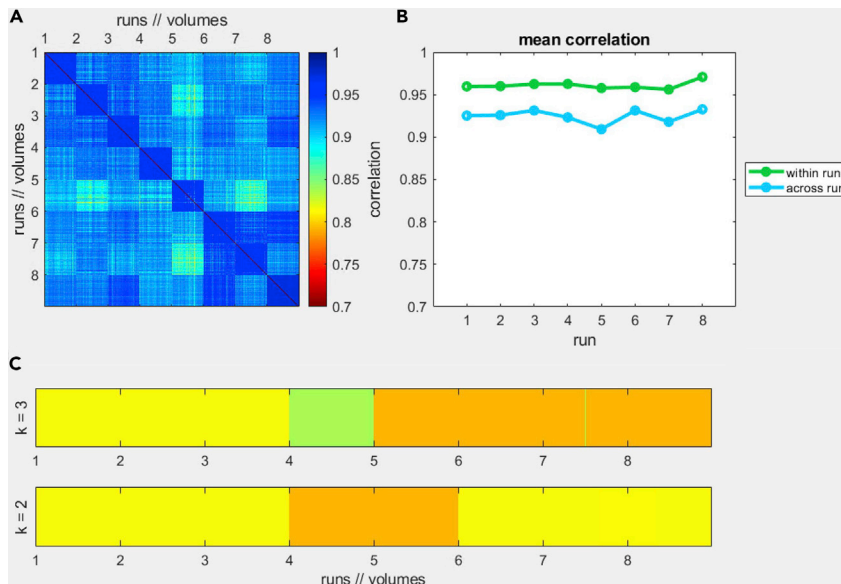 A
runs // volumes
1 2 3 4 5 6 7 8
1
2
3
4
5
6
7
8
runs // volumes
1
0.95
0.9
0.85
0.8
0.75
0.7
correlation
B
mean correlation
1
0.95
0.9
0.85
0.8
0.75
0.7
1 2 3 4 5 6 7 8
run
within run
across run
C
k = 3
1 2 3 4 5 6 7 8
k = 2
1 2 3 4 5 6 7 8
runs // volumes